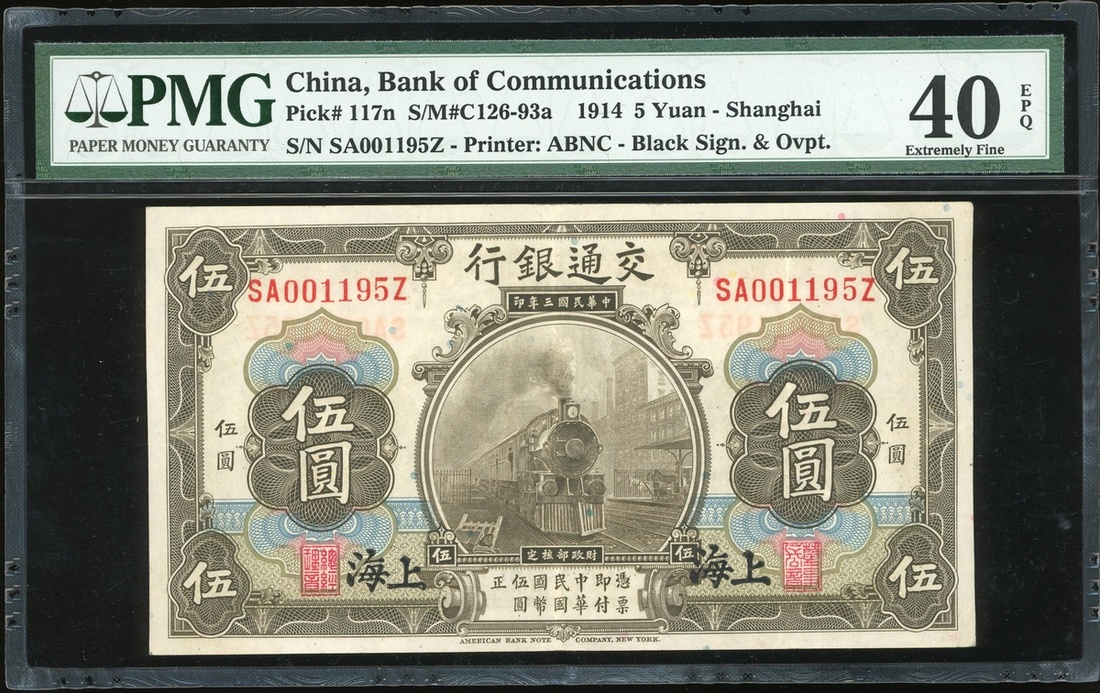 PMG
PAPER MONEY GUARANTY
China, Bank of Communications
Pick# 117n S/M#C126-93a 1914 5 Yuan - Shanghai
S/N SA001195Z - Printer: ABNC - Black Sign. & Ovpt.
40
EPQ
Extremely Fine
行銀通交
伍
伍
SA001195Z
SA001195Z
印年三國民華中
伍圓
伍圓
伍圓
伍圓
定核部政財
伍
伍
海上
海上
伍
伍
正伍國民中即憑
圓幣國華付票
AMERICAN BANK NOTE COMPANY, NEW YORK.